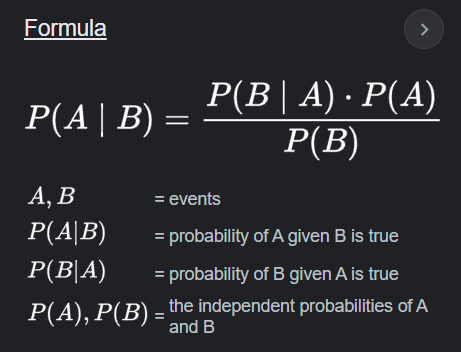 Formula
P(A | B) = P(B | A) · P(A) / P(B)
A, B = events
P(A|B) = probability of A given B is true
P(B|A) = probability of B given A is true
P(A), P(B) = the independent probabilities of A
and B